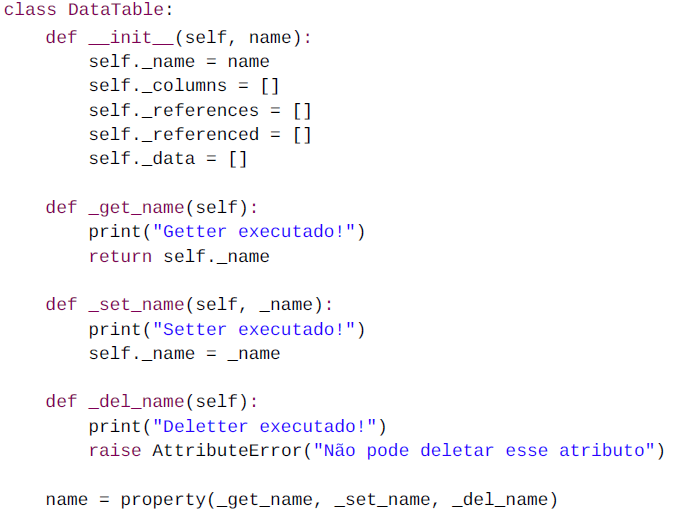 class DataTable:
    def __init__(self, name):
        self._name = name
        self._columns = []
        self._references = []
        self._referenced = []
        self._data = []

    def _get_name(self):
        print("Getter executado!")
        return self._name

    def _set_name(self, _name):
        print("Setter executado!")
        self._name = _name

    def _del_name(self):
        print("Deletter executado!")
        raise AttributeError("Não pode deletar esse atributo")

    name = property(_get_name, _set_name, _del_name)